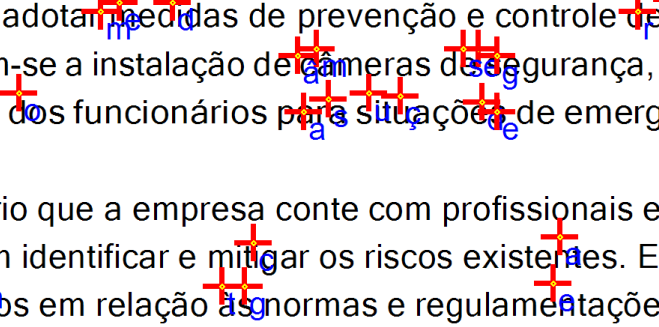 adotar medidas de prevenção e controle de
-se a instalação de câmeras de segurança,
dos funcionários para situações de emerg
rio que a empresa conte com profissionais e
identificar e mitigar os riscos existentes. E
os em relação às normas e regulamentaçõe